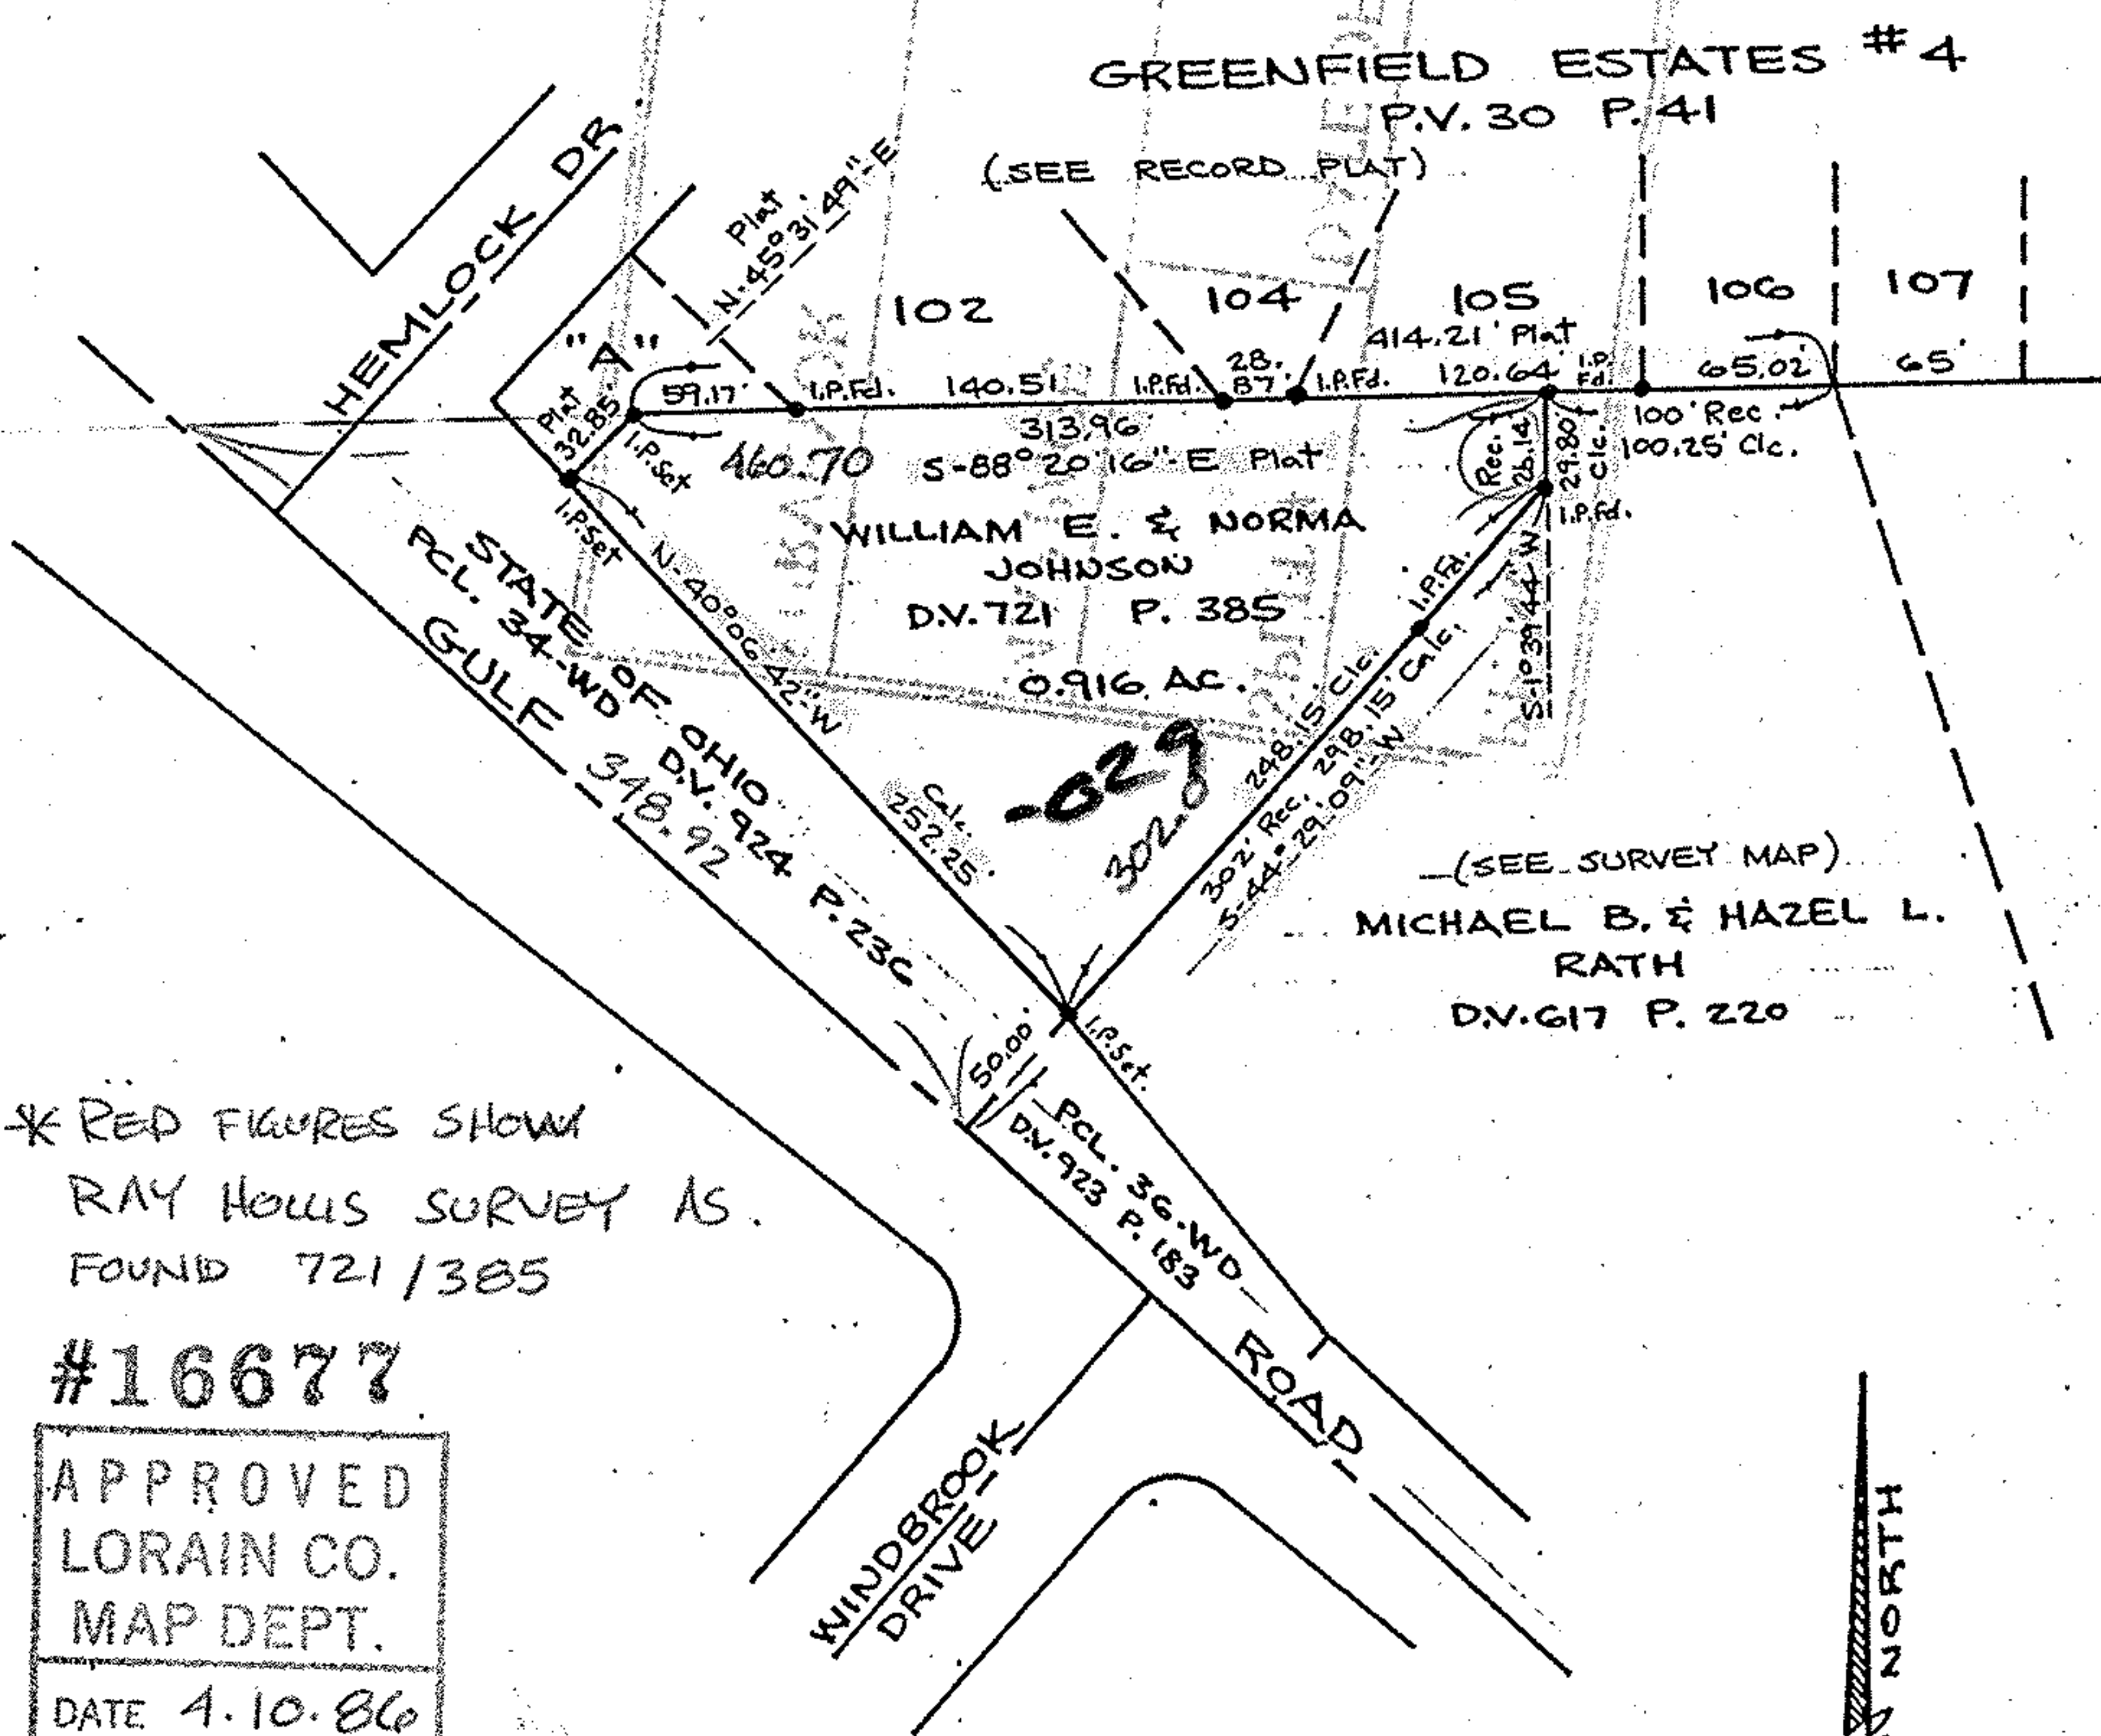 GREENFIELD ESTATES #4
P.V. 30 P. 41
(SEE RECORD PLAT)
HEMLOCK DR
Plat
N-45°31'49"-E
"A"
102
104
105
106
107
414.21' Plat
59.17'
I.P.Fd.
140.51'
I.P.Fd.
28.
87'
I.P.Fd.
120.64'
I.P.
Fd.
65.02'
65'
Plat
32.85'
I.P.Set
I.P.Set
313.96'
460.70
S-88°20'16"-E Plat
Rec.
26.14'
29.80'
Clc.
100' Rec.
100.25' Clc.
I.P.Fd.
WILLIAM E. & NORMA
JOHNSON
D.V. 721 P. 385
0.916 AC.
-629
302.0
N-40°06'42"-W
Calc.
252.25'
I.P.Fd.
S-1°39'44"-W
248.15' Clc.
302' Rec. 298.15' Calc.
S-44°-29'09"-W
STATE OF OHIO
PCL. 34-WD D.V. 924 P. 236
GULF
348.92
(SEE SURVEY MAP)
MICHAEL B. & HAZEL L.
RATH
D.V. 617 P. 220
I.P.Set.
50.00'
PCL. 36-WD
D.V. 923 P. 183
ROAD
WINDBROOK
DRIVE
* RED FIGURES SHOW
RAY HOLLIS SURVEY AS
FOUND 721/385
#16677
APPROVED
LORAIN CO.
MAP DEPT.
DATE 4.10.86
NORTH